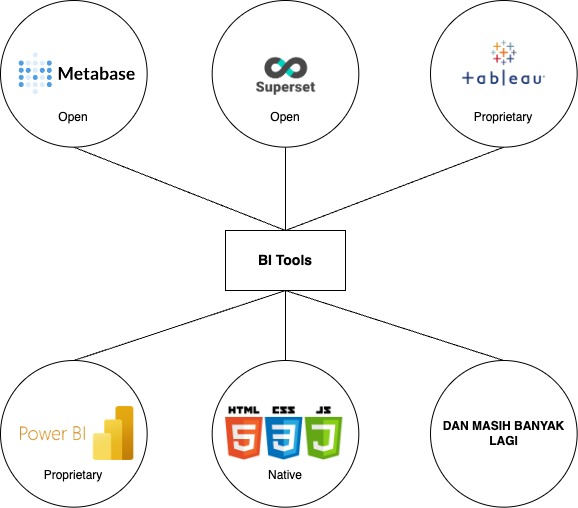 Metabase
Open
Superset
Open
+ableau
Proprietary
BI Tools
Power BI
Proprietary
HTML CSS JS
5 3 J
Native
DAN MASIH BANYAK
LAGI